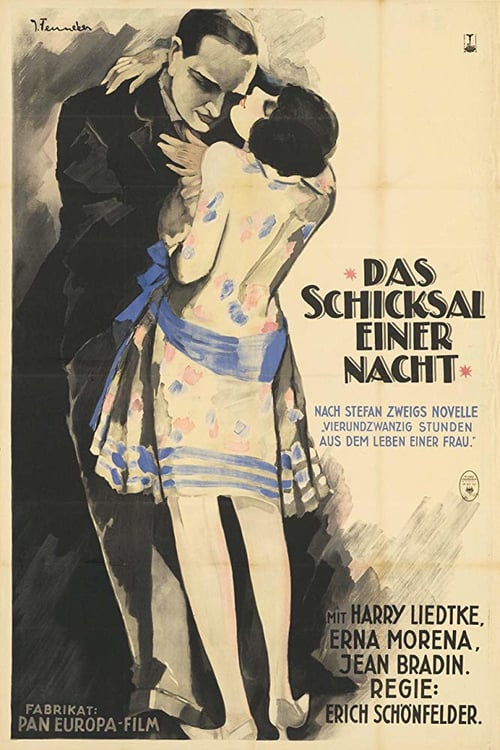 J. Fenneker
DAS
SCHICKSAL
EINER
NACHT
NACH STEFAN ZWEIGS NOVELLE
„VIERUNDZWANZIG STUNDEN
AUS DEM LEBEN EINER FRAU."
MIT HARRY LIEDTKE,
ERNA MORENA,
JEAN BRADIN.
REGIE:
ERICH SCHÖNFELDER.
FABRIKAT:
PAN EUROPA-FILM